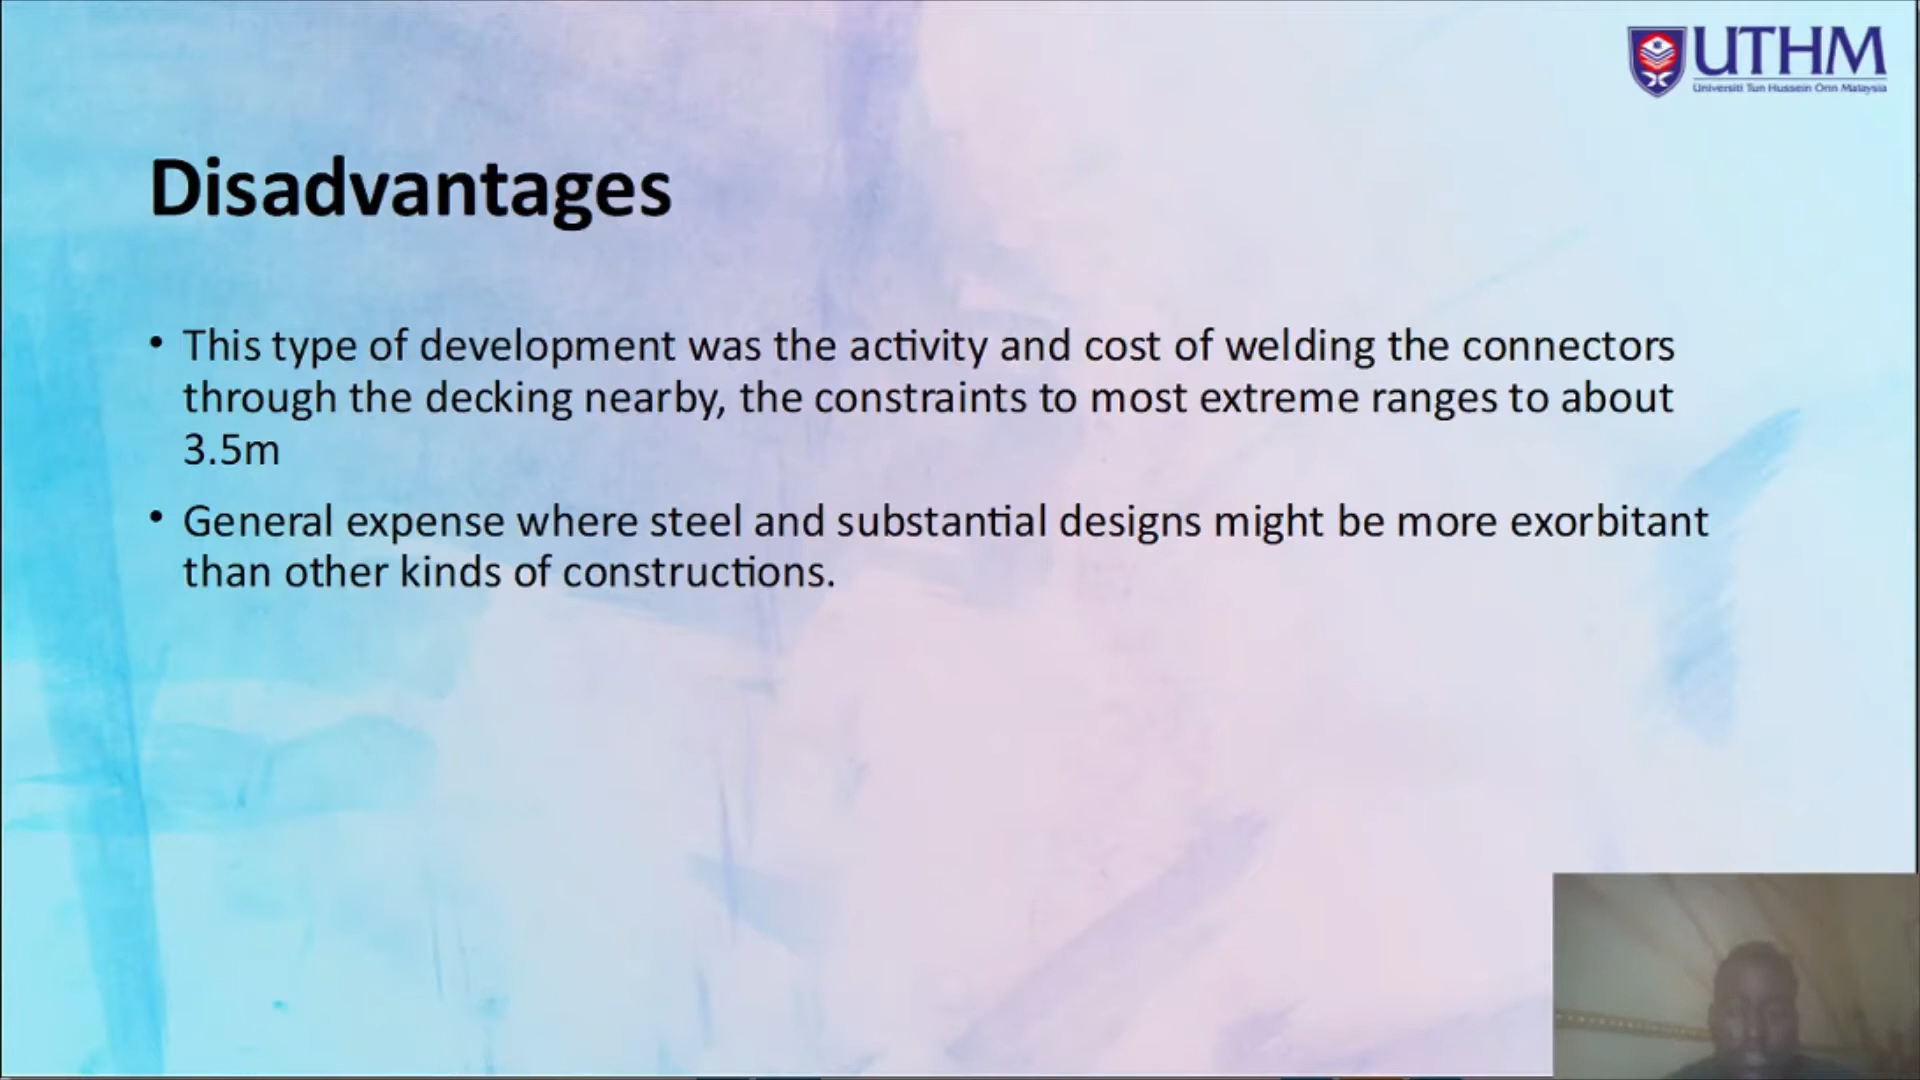 UTHM
Universiti Tun Hussein Onn Malaysia
Disadvantages
• This type of development was the activity and cost of welding the connectors
through the decking nearby, the constraints to most extreme ranges to about
3.5m
• General expense where steel and substantial designs might be more exorbitant
than other kinds of constructions.